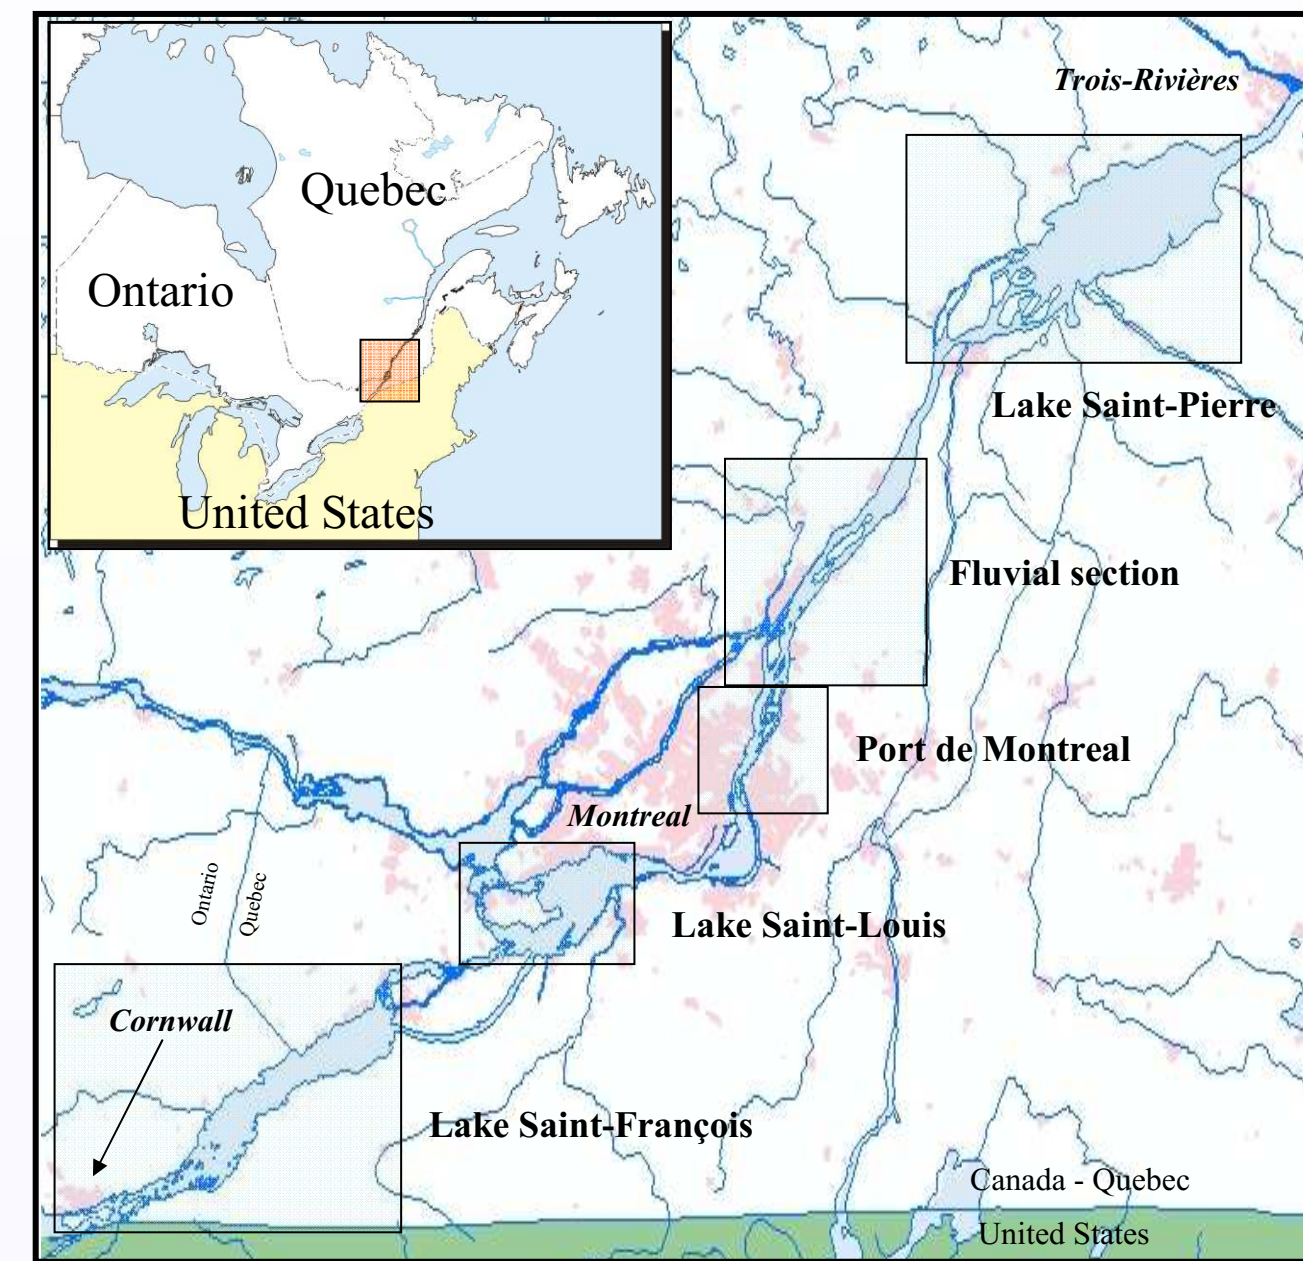 Trois-Rivières
Quebec
Ontario
United States
Lake Saint-Pierre
Fluvial section
Port de Montreal
Montreal
Ontario
Quebec
Lake Saint-Louis
Cornwall
Lake Saint-François
Canada - Quebec
United States